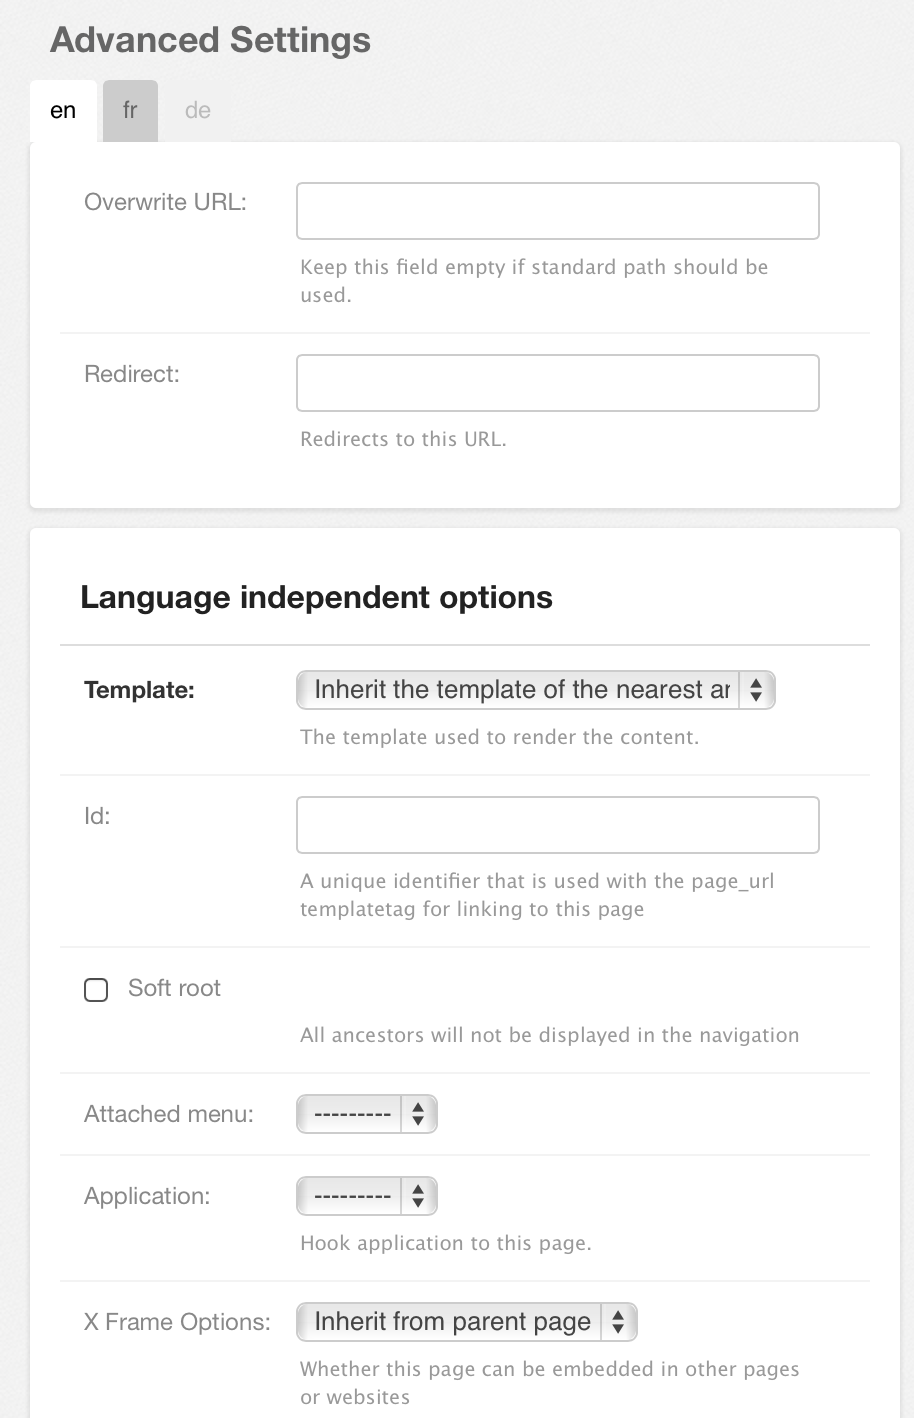 Advanced Settings
en fr de
Overwrite URL:
Keep this field empty if standard path should be
used.
Redirect:
Redirects to this URL.
Language independent options
Template: Inherit the template of the nearest ar
The template used to render the content.
Id:
A unique identifier that is used with the page_url
templatetag for linking to this page
Soft root
All ancestors will not be displayed in the navigation
Attached menu: ---------
Application: ---------
Hook application to this page.
X Frame Options: Inherit from parent page
Whether this page can be embedded in other pages
or websites